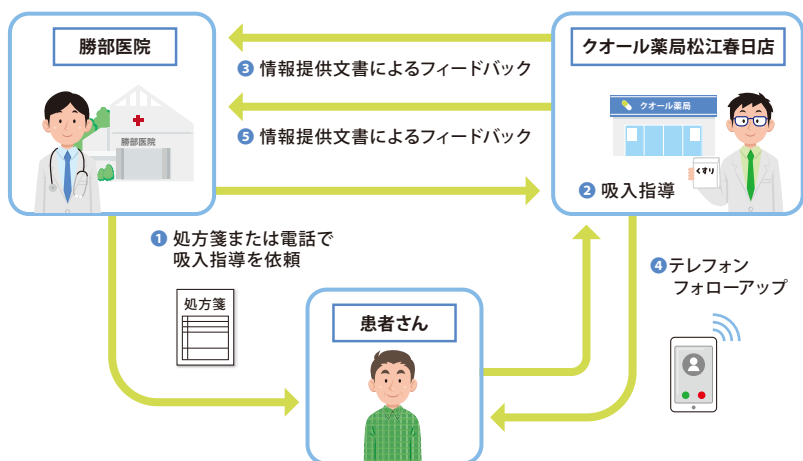 勝部医院
クオール薬局松江春日店
❸ 情報提供文書によるフィードバック
❺ 情報提供文書によるフィードバック
勝部医院
クオール薬局
くすり
❷ 吸入指導
❶ 処方箋または電話で
吸入指導を依頼
処方箋
患者さん
❹テレフォン
フォローアップ